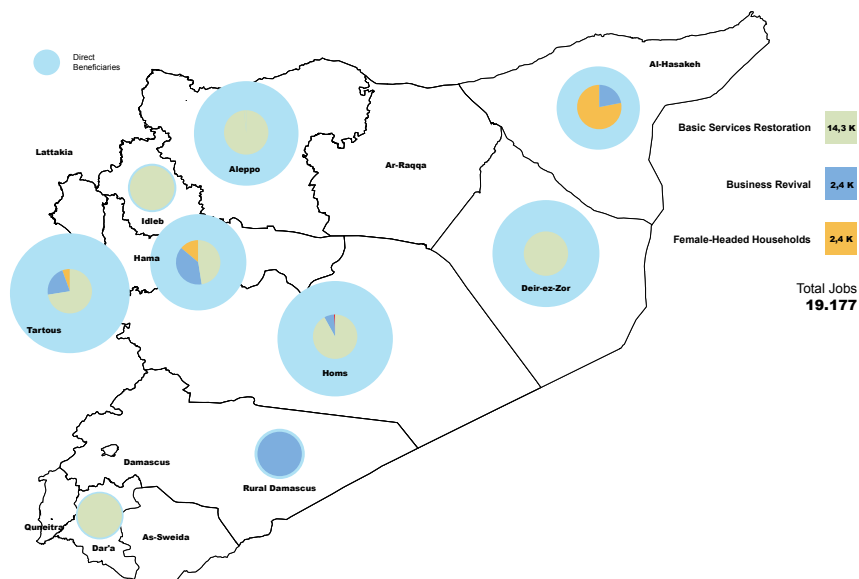 Direct
Beneficiaries
Al-Hasakeh
Basic Services Restoration
14,3 K
Lattakia
Aleppo
Ar-Raqqa
Business Revival
2,4 K
Idleb
Female-Headed Households
2,4 K
Hama
Deir-ez-Zor
Total Jobs
19.177
Tartous
Homs
Damascus
Rural Damascus
Quneitra
As-Sweida
Dar'a